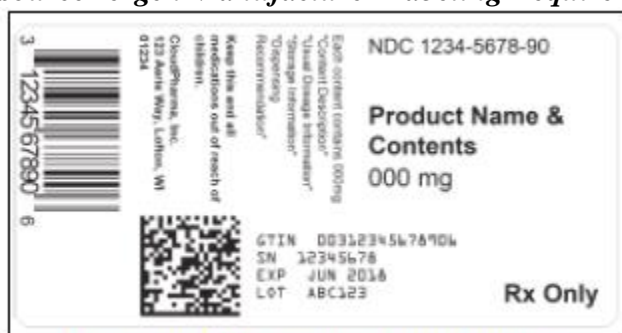 NDC 1234-5678-90
Product Name &
Contents
000 mg
Rx Only
Each content contains 000mg
*Content Description*
*Usual Dosage Information*
*Storage Information*
*Dispensing
Recommendation*
Keep this and all
medications out of reach of
children.
CloudPharma, Inc.
Way, Lofton, WI
01234
3 1234567890 6
GTIN 00312345678906
SN 12345678
EXP JUN 2018
LOT ABC123